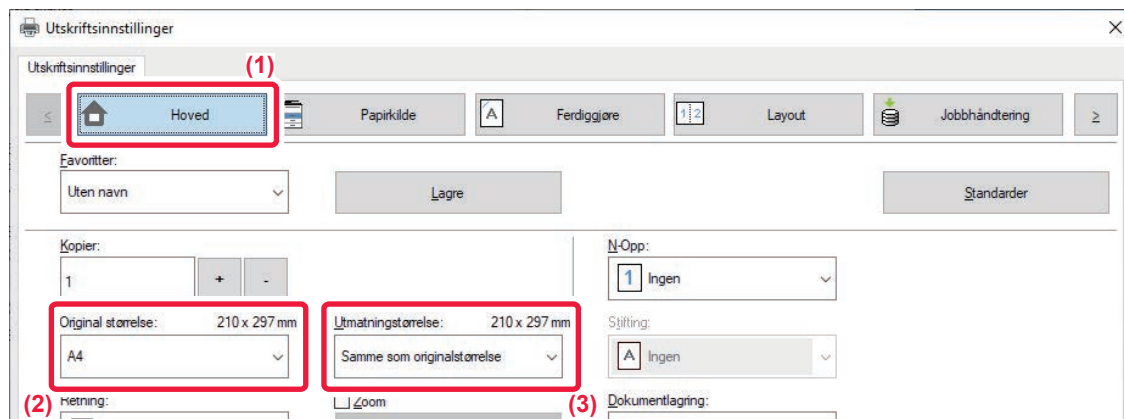 Utskriftsinnstillinger
Utskriftsinnstillinger
(1)
< Hoved Papirkilde A Ferdiggjøre 1 2 Layout Jobbhåndtering >
Favoritter:
Uten navn Lagre Standarder
Kopier: N-Opp:
1 + - 1 Ingen
Original størrelse: 210 x 297 mm Utmatningstørrelse: 210 x 297 mm Stifting:
A4 Samme som originalstørrelse A Ingen
(2) Retning: Zoom (3) Dokumentlagring: